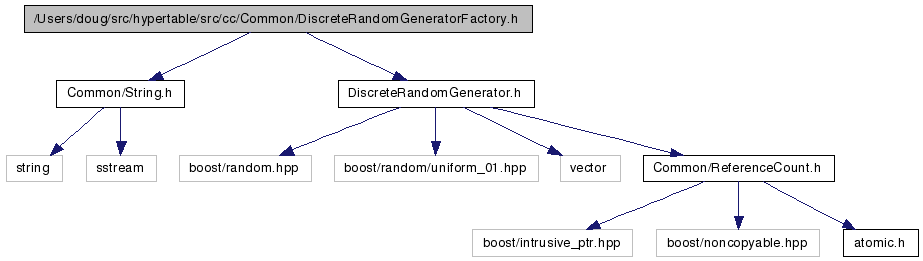 /Users/doug/src/hypertable/src/cc/Common/DiscreteRandomGeneratorFactory.h
Common/String.h
DiscreteRandomGenerator.h
string
sstream
boost/random.hpp
boost/random/uniform_01.hpp
vector
Common/ReferenceCount.h
boost/intrusive_ptr.hpp
boost/noncopyable.hpp
atomic.h